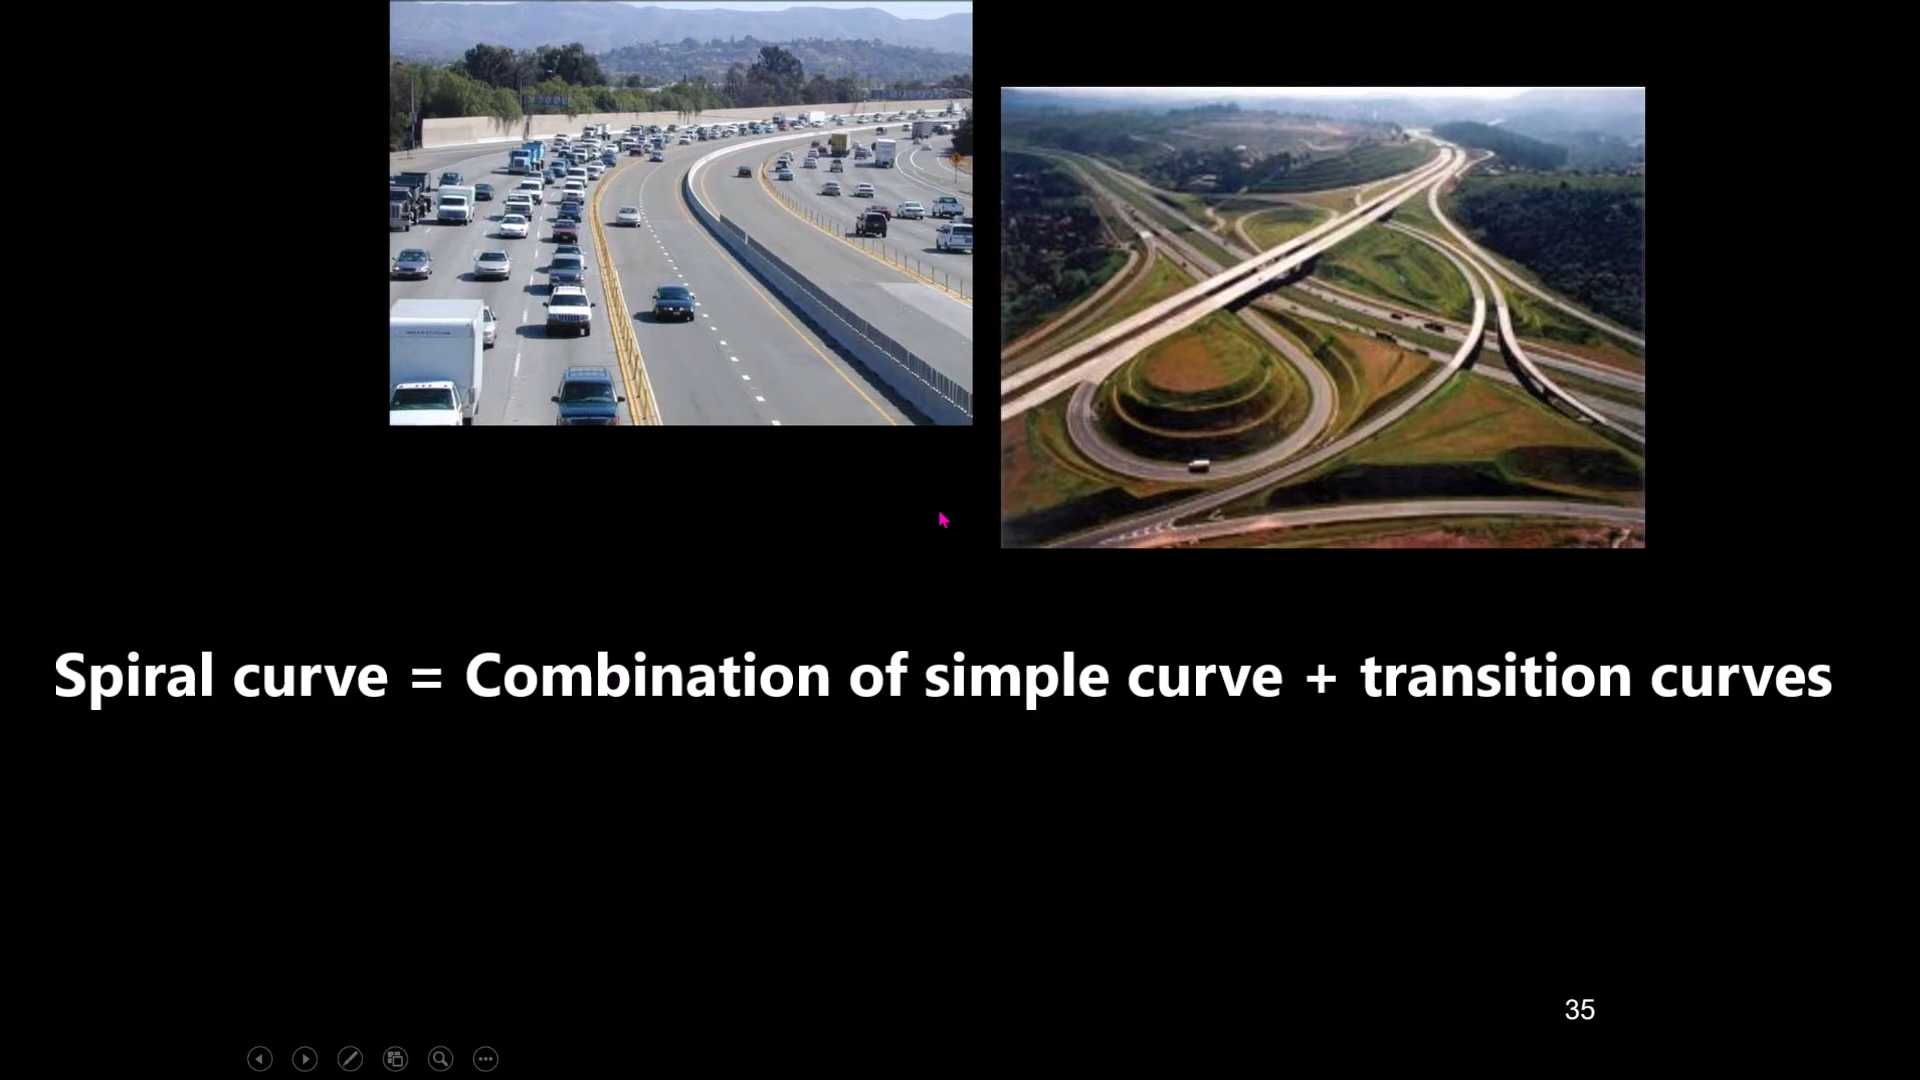 Spiral curve = Combination of simple curve + transition curves
35